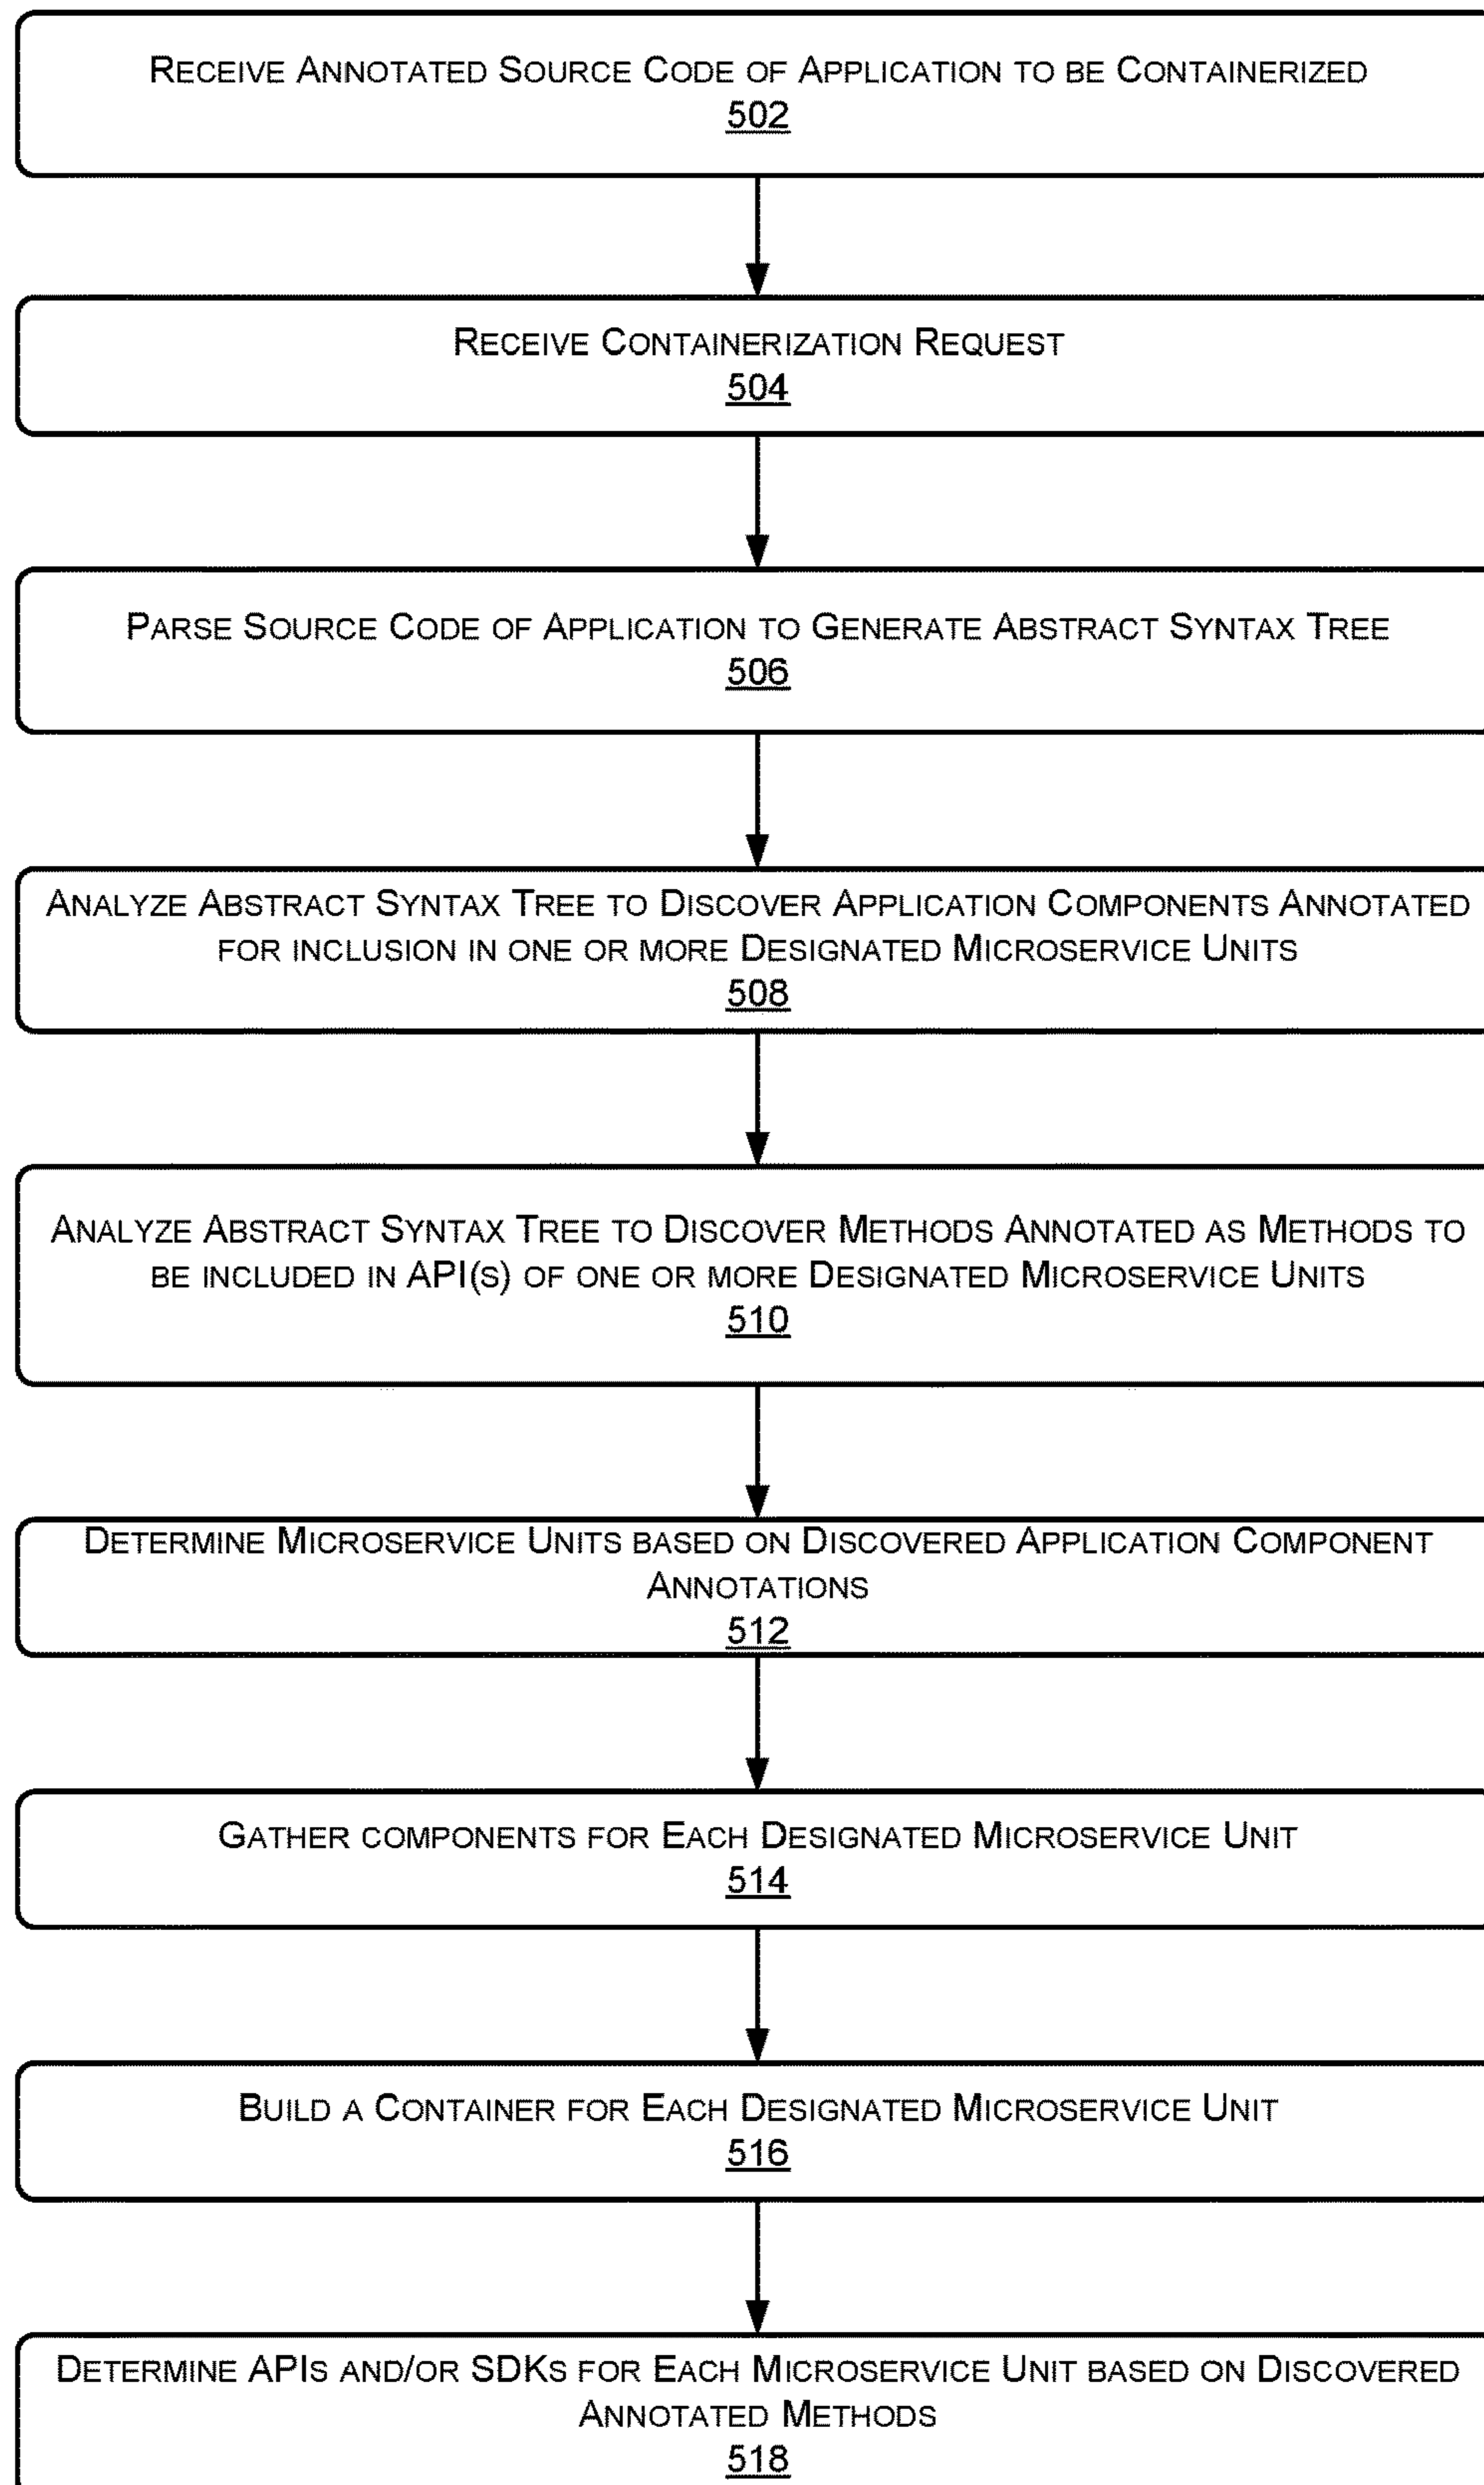 RECEIVE ANNOTATED SOURCE CODE OF APPLICATION TO BE CONTAINERIZED
502
RECEIVE CONTAINERIZATION REQUEST
504
PARSE SOURCE CODE OF APPLICATION TO GENERATE ABSTRACT SYNTAX TREE
506
ANALYZE ABSTRACT SYNTAX TREE TO DISCOVER APPLICATION COMPONENTS ANNOTATED
FOR INCLUSION IN ONE OR MORE DESIGNATED MICROSERVICE UNITS
508
ANALYZE ABSTRACT SYNTAX TREE TO DISCOVER METHODS ANNOTATED AS METHODS TO
BE INCLUDED IN API(S) OF ONE OR MORE DESIGNATED MICROSERVICE UNITS
510
DETERMINE MICROSERVICE UNITS BASED ON DISCOVERED APPLICATION COMPONENT
ANNOTATIONS
512
GATHER COMPONENTS FOR EACH DESIGNATED MICROSERVICE UNIT
514
BUILD A CONTAINER FOR EACH DESIGNATED MICROSERVICE UNIT
516
DETERMINE APIS AND/OR SDKS FOR EACH MICROSERVICE UNIT BASED ON DISCOVERED
ANNOTATED METHODS
518